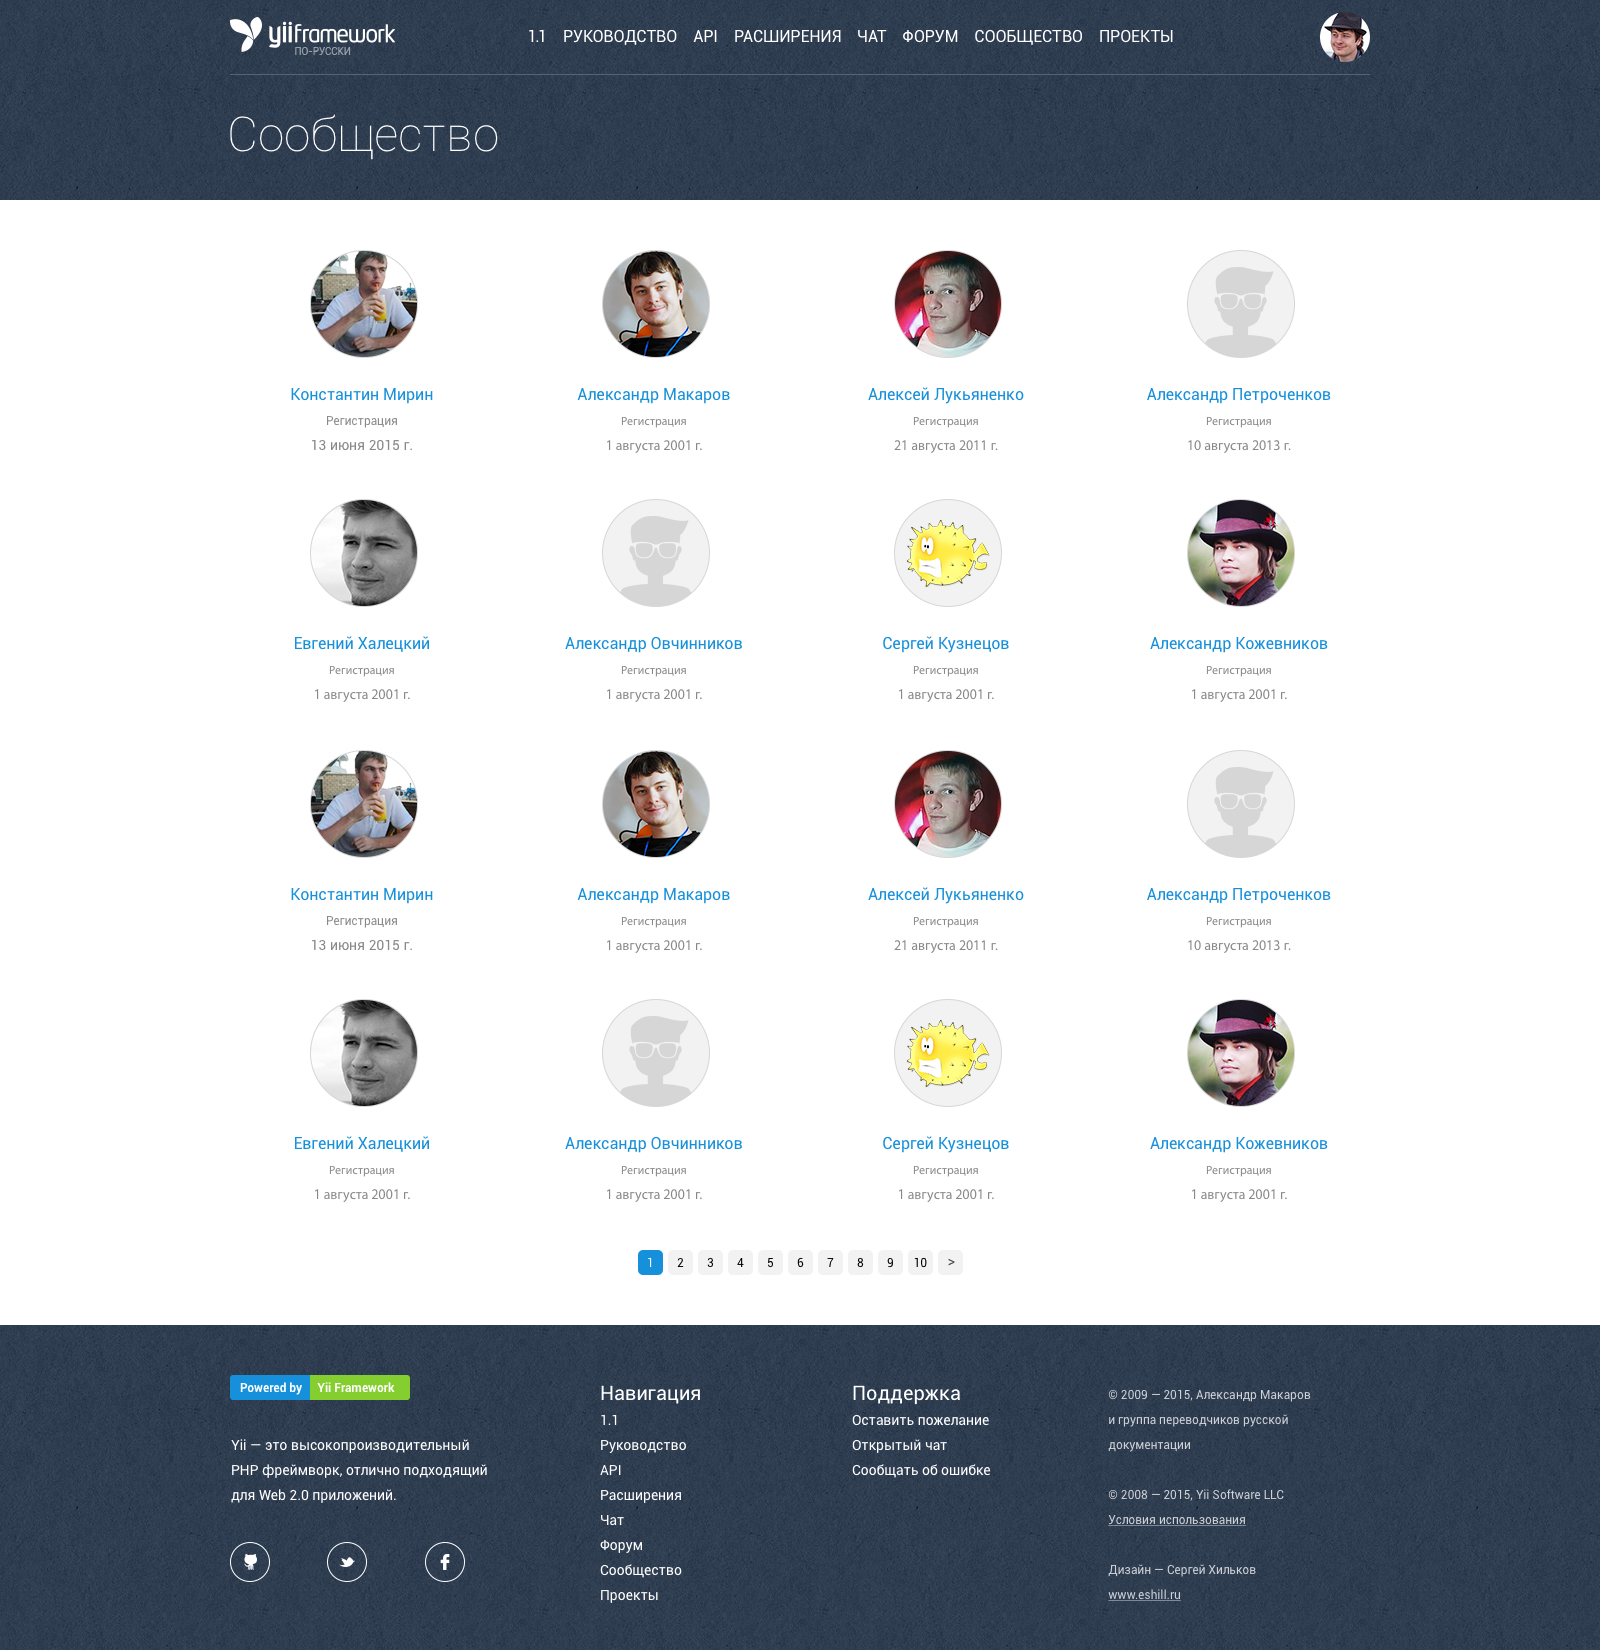 yiiframework
ПО-РУССКИ
1.1 РУКОВОДСТВО API РАСШИРЕНИЯ ЧАТ ФОРУМ СООБЩЕСТВО ПРОЕКТЫ
Сообщество
Константин Мирин Александр Макаров Алексей Лукьяненко Александр Петроченков
Регистрация Регистрация Регистрация Регистрация
13 июня 2015 г. 1 августа 2001 г. 21 августа 2011 г. 10 августа 2013 г.
Евгений Халецкий Александр Овчинников Сергей Кузнецов Александр Кожевников
Регистрация Регистрация Регистрация Регистрация
1 августа 2001 г. 1 августа 2001 г. 1 августа 2001 г. 1 августа 2001 г.
Константин Мирин Александр Макаров Алексей Лукьяненко Александр Петроченков
Регистрация Регистрация Регистрация Регистрация
13 июня 2015 г. 1 августа 2001 г. 21 августа 2011 г. 10 августа 2013 г.
Евгений Халецкий Александр Овчинников Сергей Кузнецов Александр Кожевников
Регистрация Регистрация Регистрация Регистрация
1 августа 2001 г. 1 августа 2001 г. 1 августа 2001 г. 1 августа 2001 г.
1 2 3 4 5 6 7 8 9 10 >
Powered by Yii Framework
Yii — это высокопроизводительный
PHP фреймворк, отлично подходящий
для Web 2.0 приложений.
Навигация
1.1
Руководство
API
Расширения
Чат
Форум
Сообщество
Проекты
Поддержка
Оставить пожелание
Открытый чат
Сообщать об ошибке
© 2009 — 2015, Александр Макаров
и группа переводчиков русской
документации
© 2008 — 2015, Yii Software LLC
Условия использования
Дизайн — Сергей Хильков
www.eshill.ru